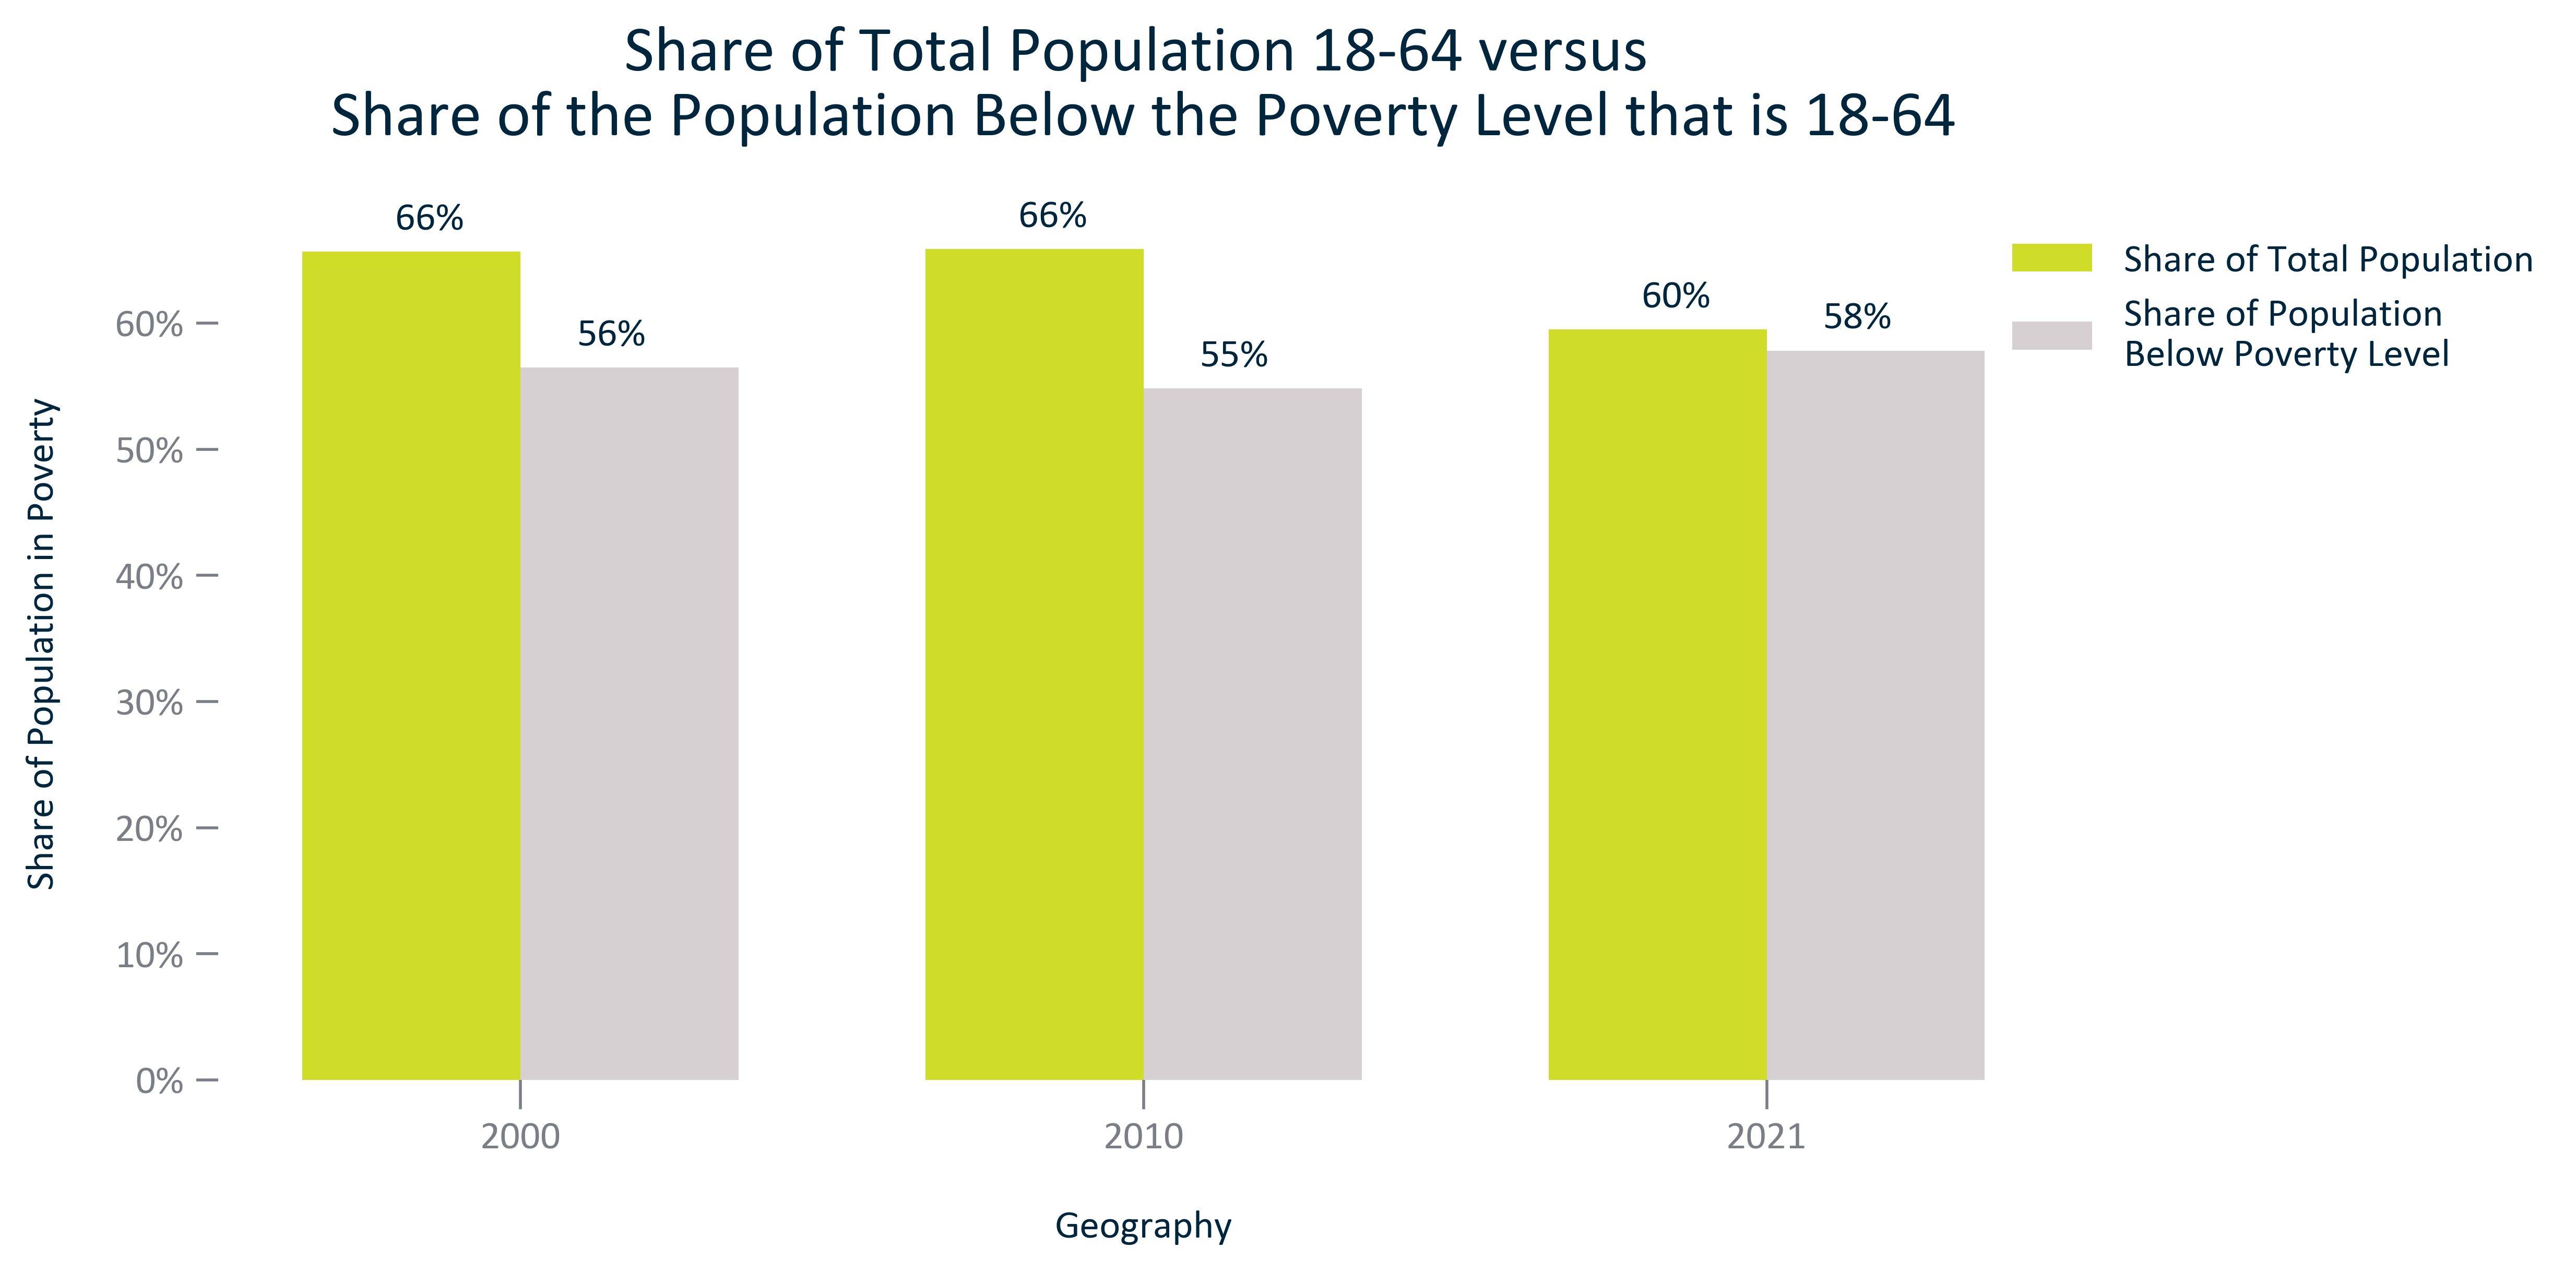 Share of Total Population 18-64 versus
Share of the Population Below the Poverty Level that is 18-64
66%
56%
66%
55%
60%
58%
Share of Total Population
Share of Population
Below Poverty Level
Share of Population in Poverty
60%
50%
40%
30%
20%
10%
0%
2000
2010
2021
Geography